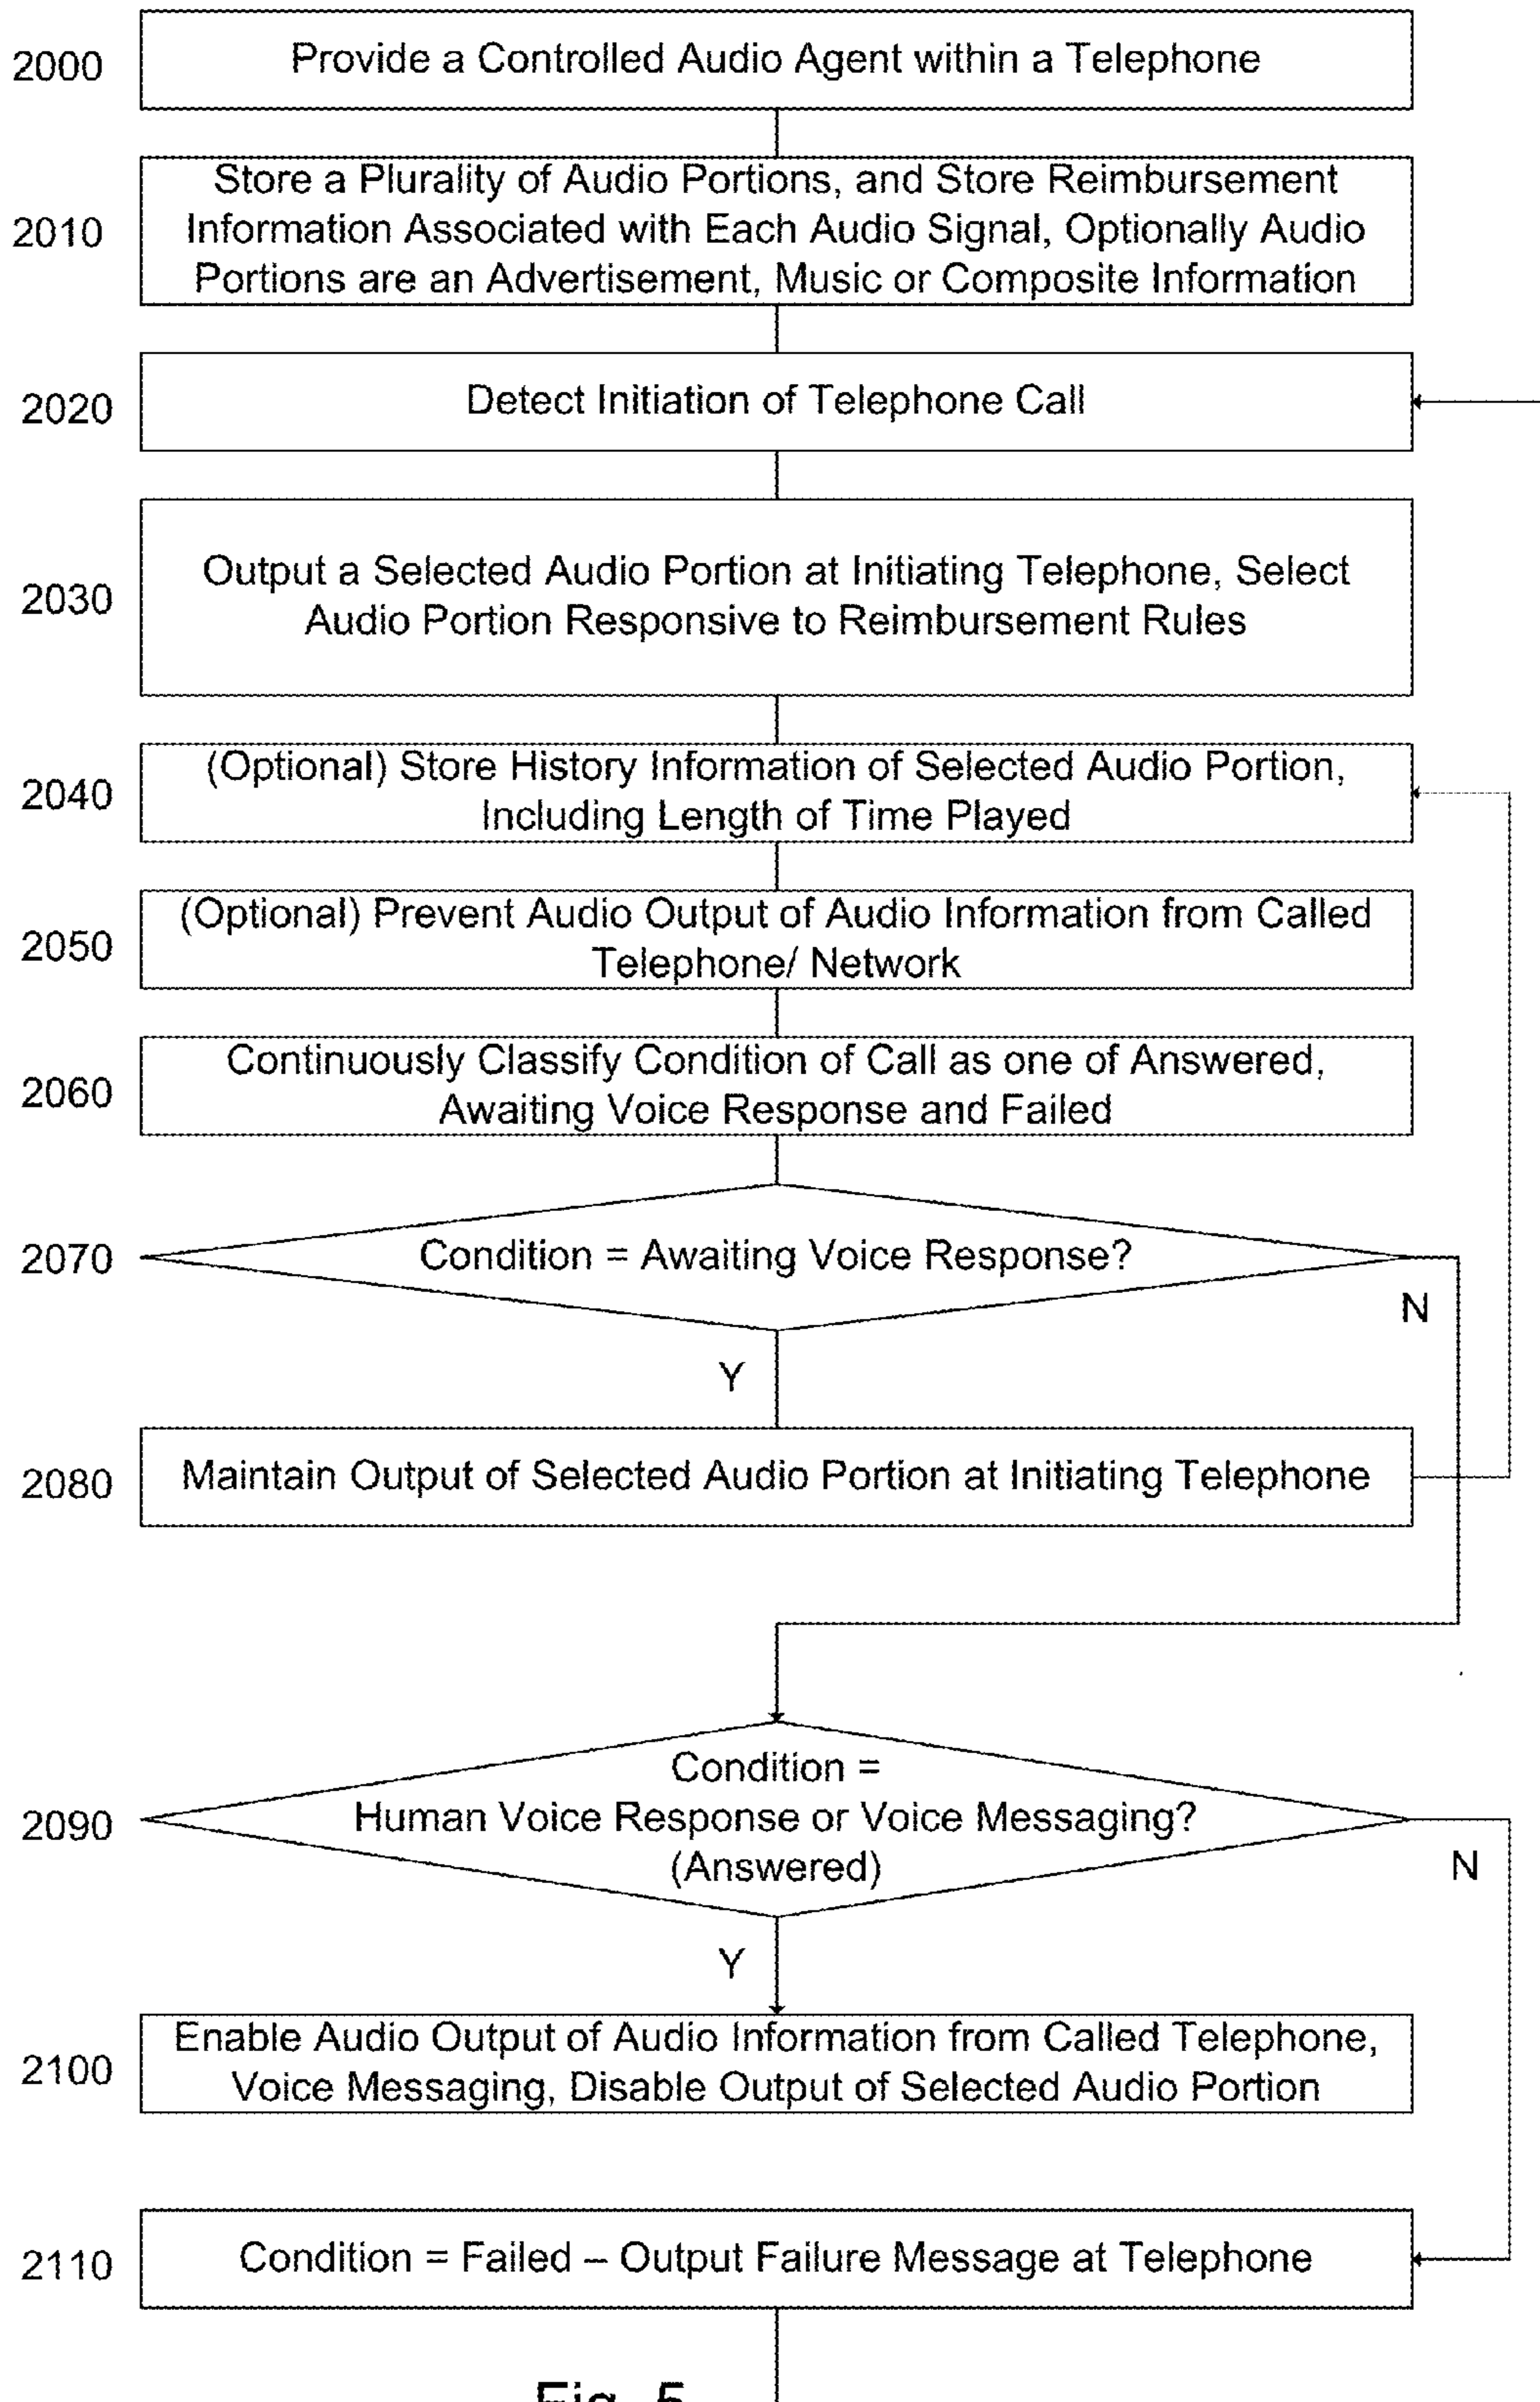 2000
Provide a Controlled Audio Agent within a Telephone
2010
Store a Plurality of Audio Portions, and Store Reimbursement
Information Associated with Each Audio Signal, Optionally Audio
Portions are an Advertisement, Music or Composite Information
2020
Detect Initiation of Telephone Call
2030
Output a Selected Audio Portion at Initiating Telephone, Select
Audio Portion Responsive to Reimbursement Rules
2040
(Optional) Store History Information of Selected Audio Portion,
Including Length of Time Played
2050
(Optional) Prevent Audio Output of Audio Information from Called
Telephone/ Network
2060
Continuously Classify Condition of Call as one of Answered,
Awaiting Voice Response and Failed
2070
Condition = Awaiting Voice Response?
N
Y
2080
Maintain Output of Selected Audio Portion at Initiating Telephone
2090
Condition =
Human Voice Response or Voice Messaging?
(Answered)
N
Y
2100
Enable Audio Output of Audio Information from Called Telephone,
Voice Messaging, Disable Output of Selected Audio Portion
2110
Condition = Failed – Output Failure Message at Telephone
Fig. 5